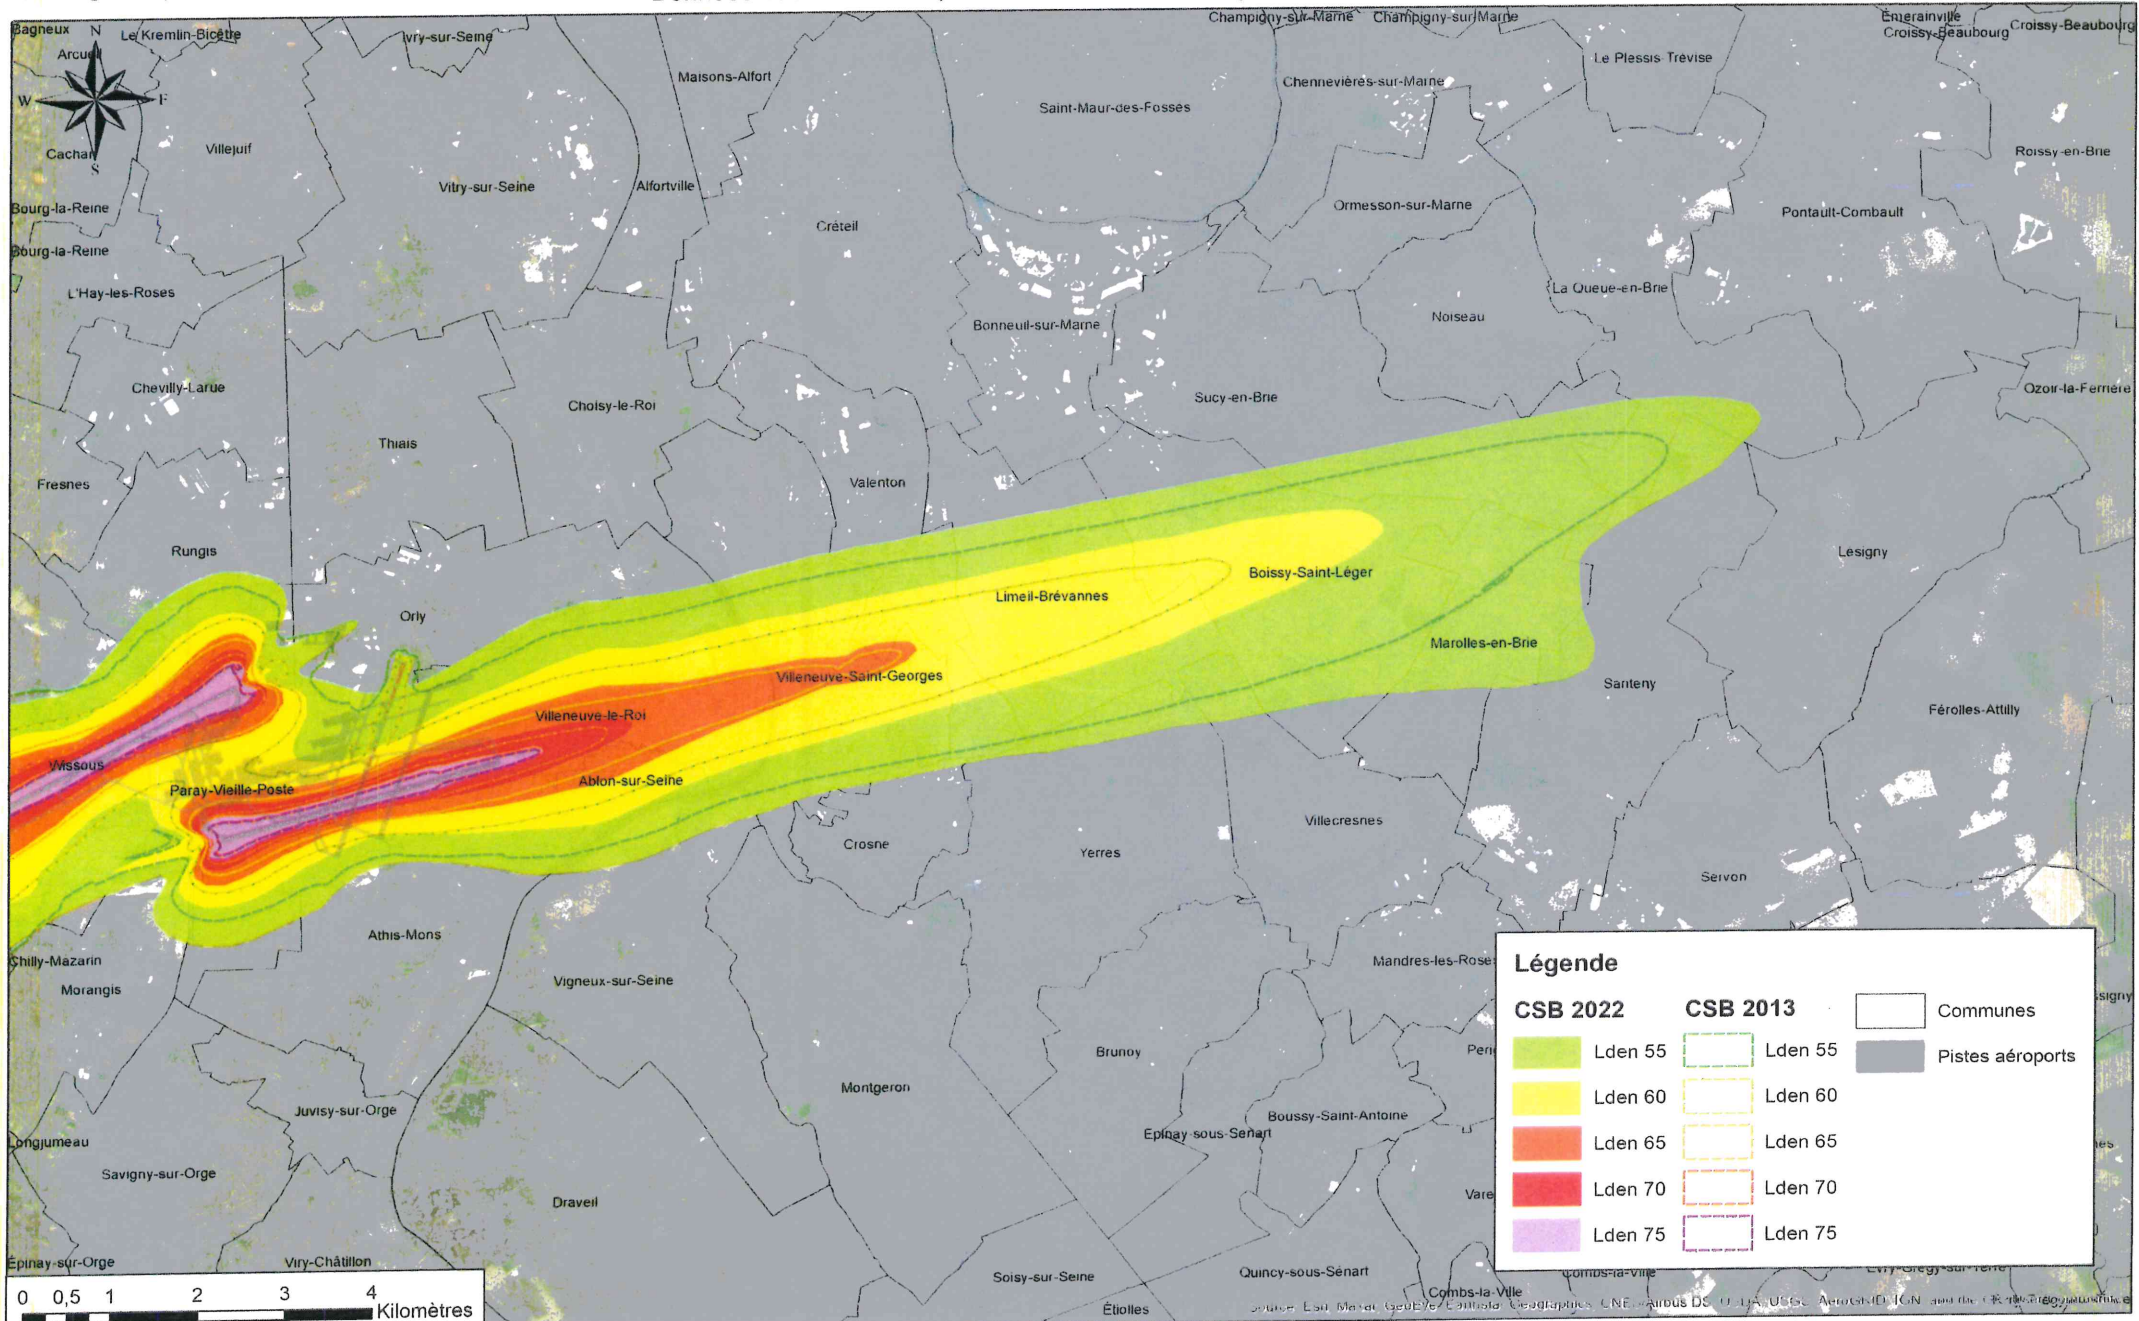 Champigny-sur-Marne
Champigny-sur-Marne
Émerainville
Croissy-Beaubourg
Croissy-Beaubourg
Bagneux
N
Le Kremlin-Bicêtre
Ivry-sur-Seine
Arcueil
Maisons-Alfort
Le Plessis-Trévise
Chennevières-sur-Marne
W
Saint-Maur-des-Fossés
Cachan
S
Villejuif
Roissy-en-Brie
Vitry-sur-Seine
Alfortville
Bourg-la-Reine
Ormesson-sur-Marne
Pontault-Combault
Créteil
Bourg-la-Reine
L'Hay-les-Roses
La Queue-en-Brie
Bonneuil-sur-Marne
Noiseau
Chevilly-Larue
Choisy-le-Roi
Sucy-en-Brie
Ozoir-la-Ferrière
Thiais
Fresnes
Valenton
Rungis
Lésigny
Boissy-Saint-Léger
Limeil-Brévannes
Orly
Marolles-en-Brie
Villeneuve-Saint-Georges
Santeny
Villeneuve-le-Roi
Férolles-Attilly
Wissous
Ablon-sur-Seine
Paray-Vieille-Poste
Villecresnes
Crosne
Yerres
Servon
Athis-Mons
Chilly-Mazarin
Mandres-les-Roses
Morangis
Vigneux-sur-Seine
Brunoy
Montgeron
Juvisy-sur-Orge
Boussy-Saint-Antoine
Epinay-sous-Sénart
Longjumeau
Savigny-sur-Orge
Draveil
Épinay-sur-Orge
Viry-Châtillon
Soisy-sur-Seine
Quincy-sous-Sénart
Combs-la-Ville
Combs-la-Ville
Étiolles
Légende
CSB 2022
CSB 2013
Communes
Pistes aéroports
Lden 55
Lden 55
Lden 60
Lden 60
Lden 65
Lden 65
Lden 70
Lden 70
Lden 75
Lden 75
0 0,5 1 2 3 4
Kilomètres